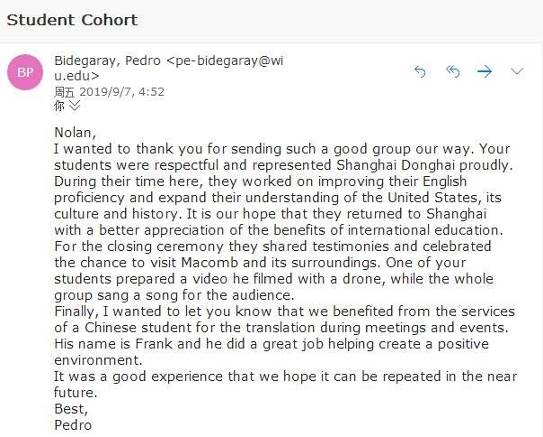 Student Cohort
BP
Bidegaray, Pedro <pe-bidegaray@wi
u.edu>
周五 2019/9/7, 4:52
你
Nolan,
I wanted to thank you for sending such a good group our way. Your
students were respectful and represented Shanghai Donghai proudly.
During their time here, they worked on improving their English
proficiency and expand their understanding of the United States, its
culture and history. It is our hope that they returned to Shanghai
with a better appreciation of the benefits of international education.
For the closing ceremony they shared testimonies and celebrated
the chance to visit Macomb and its surroundings. One of your
students prepared a video he filmed with a drone, while the whole
group sang a song for the audience.
Finally, I wanted to let you know that we benefited from the services
of a Chinese student for the translation during meetings and events.
His name is Frank and he did a great job helping create a positive
environment.
It was a good experience that we hope it can be repeated in the near
future.
Best,
Pedro